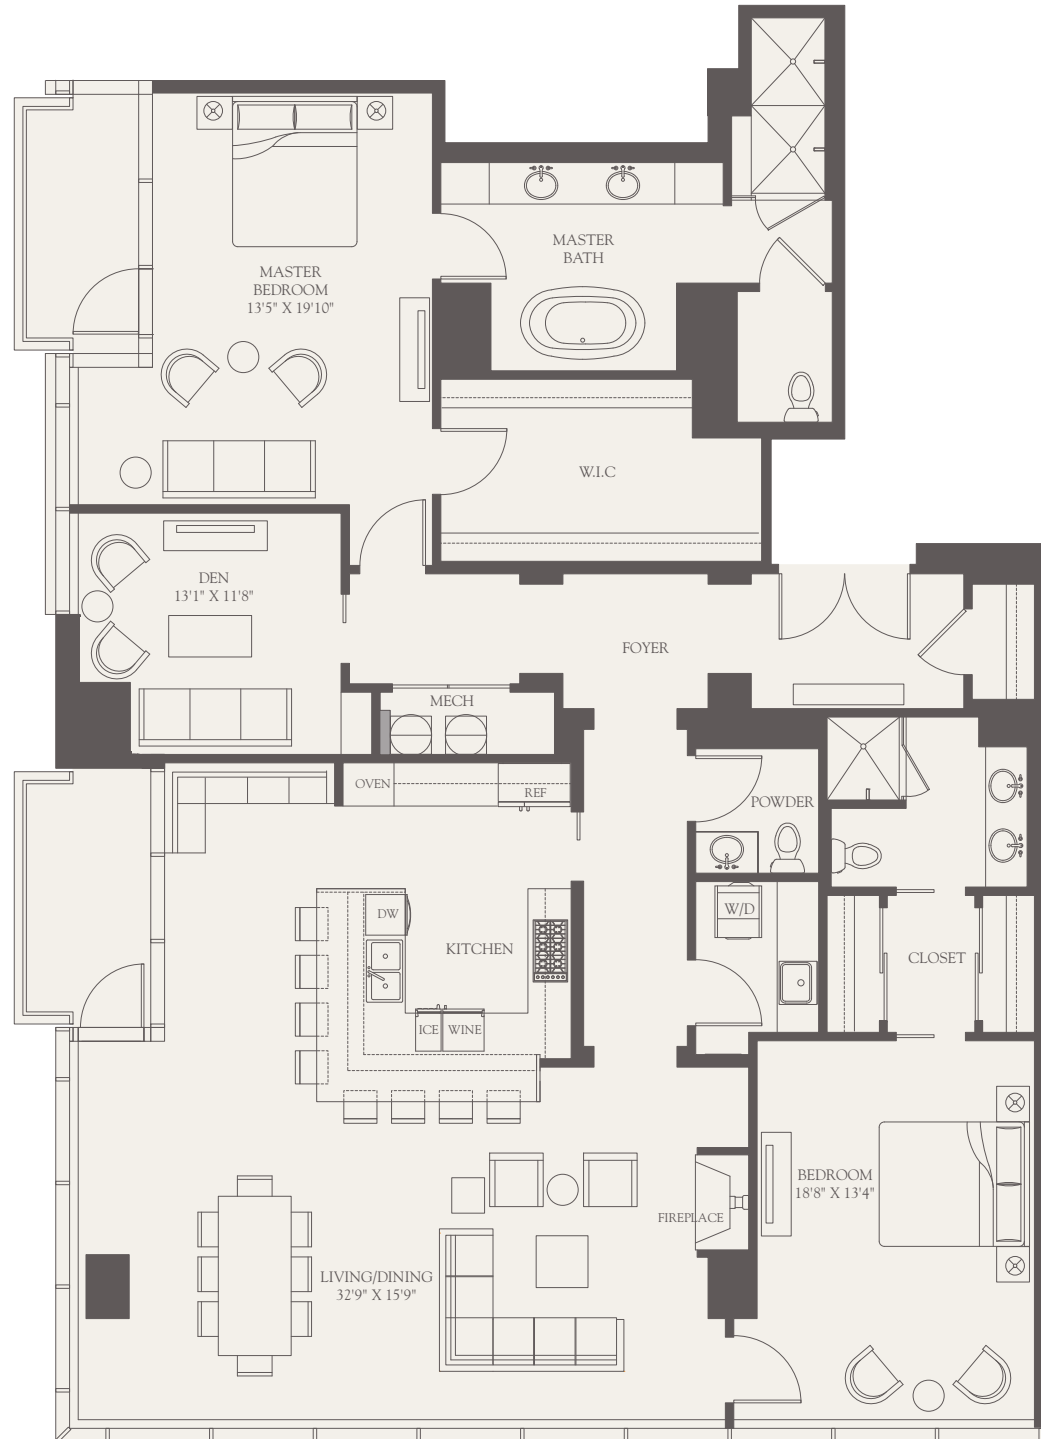 MASTER
BATH
MASTER
BEDROOM
13'5" X 19'10"
W.I.C
DEN
13'1" X 11'8"
FOYER
MECH
OVEN
REF
POWDER
DW
W/D
KITCHEN
CLOSET
ICE
WINE
BEDROOM
18'8" X 13'4"
FIREPLACE
LIVING/DINING
32'9" X 15'9"